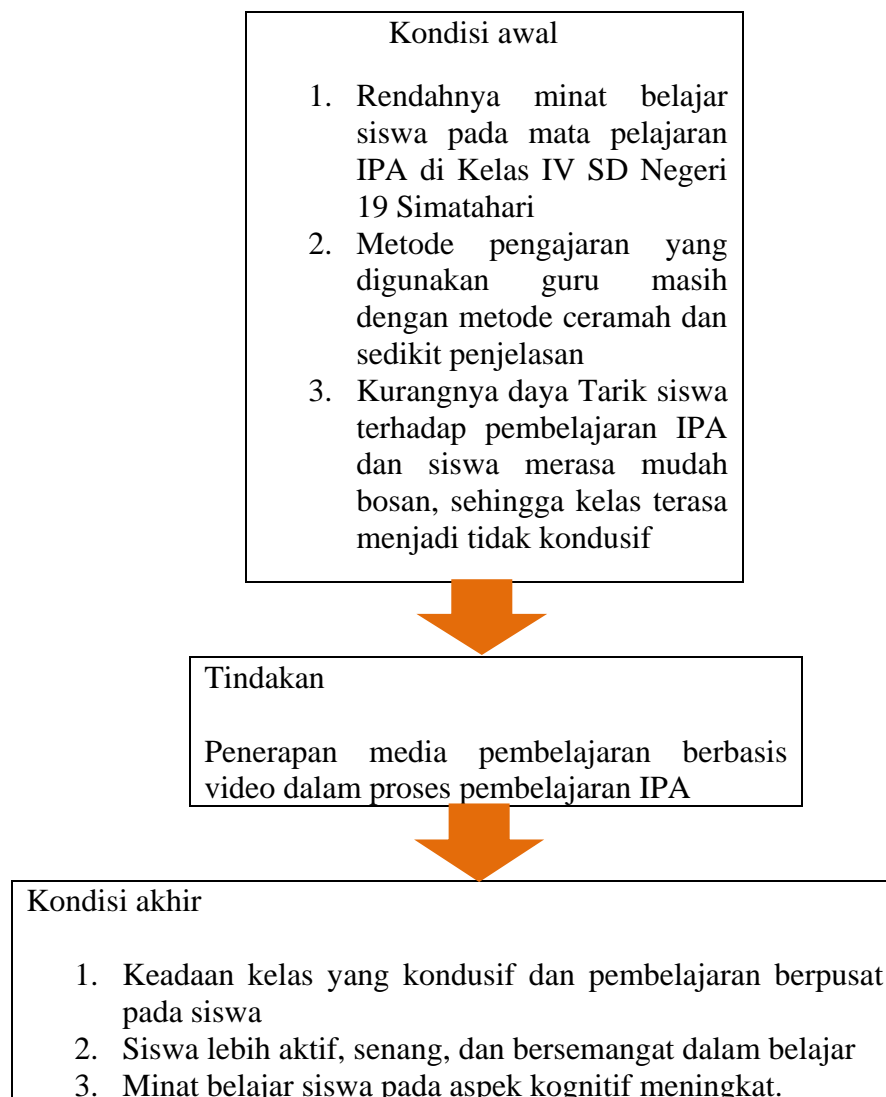 Kondisi awal
1. Rendahnya minat belajar
siswa pada mata pelajaran
IPA di Kelas IV SD Negeri
19 Simatahari
2. Metode pengajaran yang
digunakan guru masih
dengan metode ceramah dan
sedikit penjelasan
3. Kurangnya daya Tarik siswa
terhadap pembelajaran IPA
dan siswa merasa mudah
bosan, sehingga kelas terasa
menjadi tidak kondusif
Tindakan
Penerapan media pembelajaran berbasis
video dalam proses pembelajaran IPA
Kondisi akhir
1. Keadaan kelas yang kondusif dan pembelajaran berpusat
pada siswa
2. Siswa lebih aktif, senang, dan bersemangat dalam belajar
3. Minat belajar siswa pada aspek kognitif meningkat.